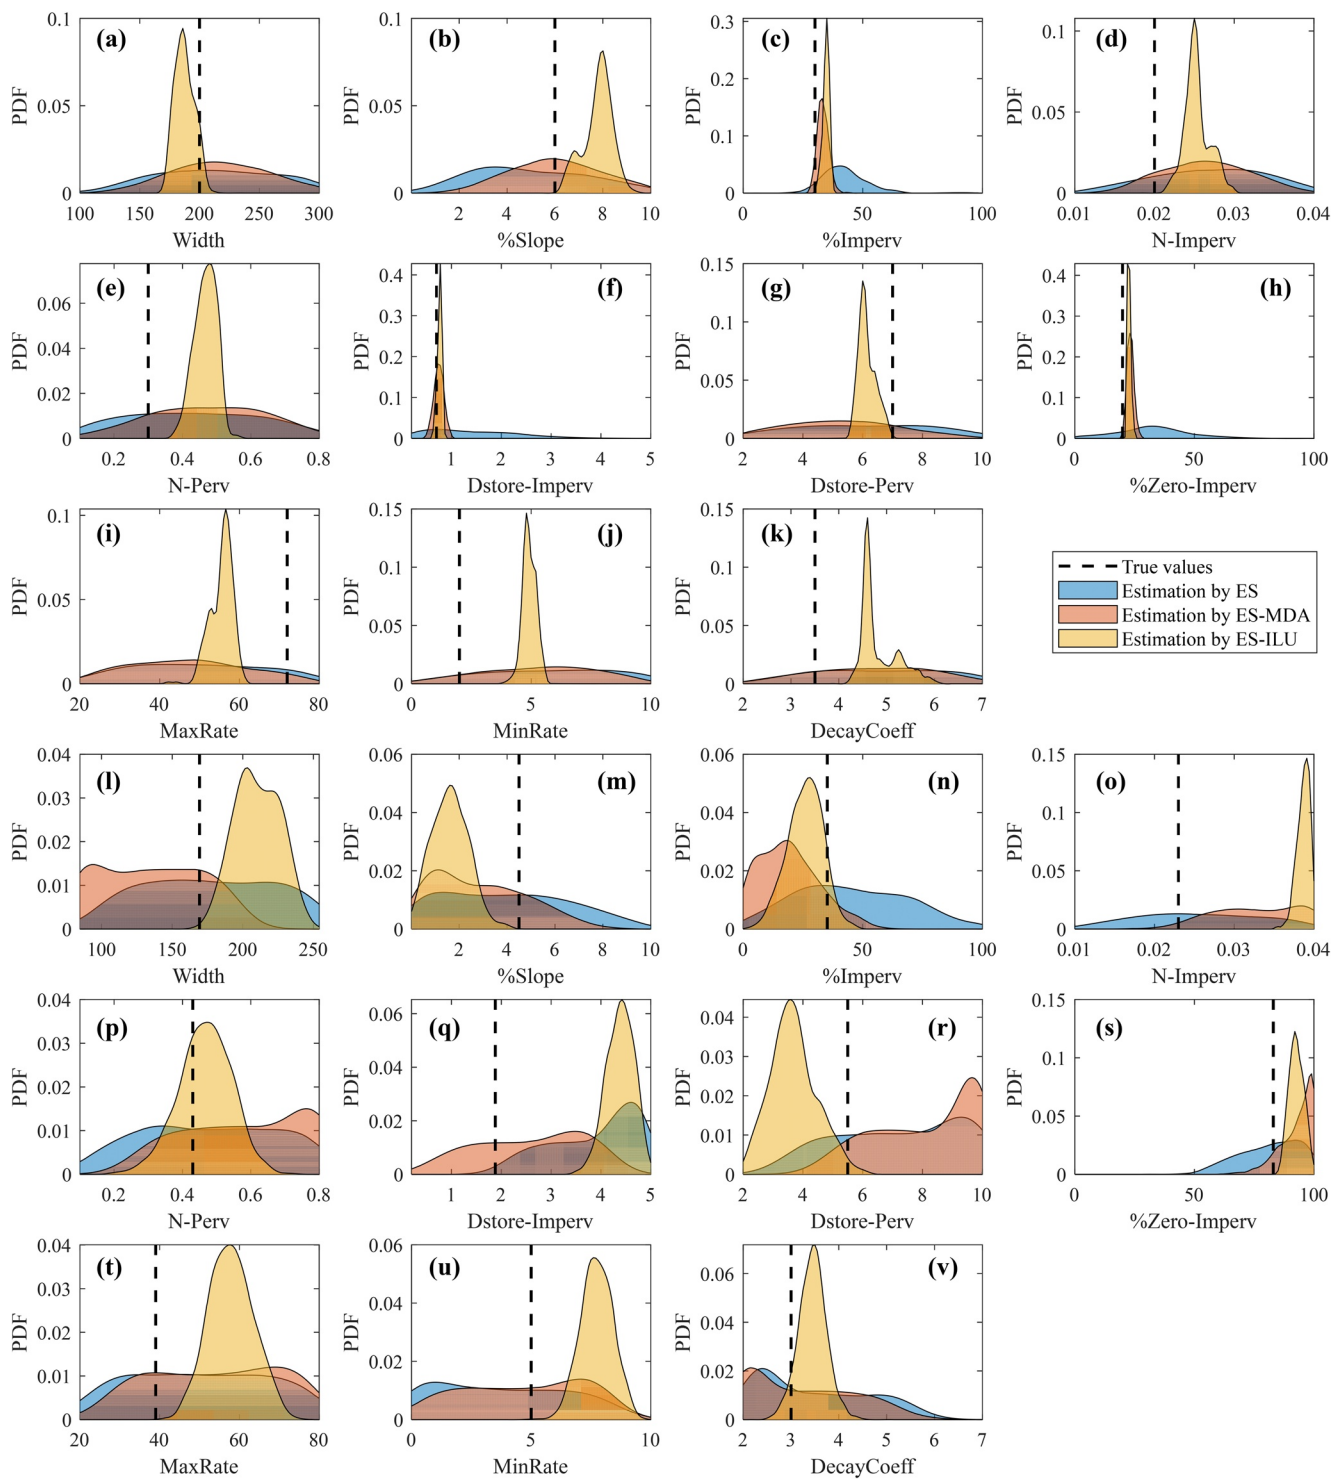 0.1
0.05
0
PDF
(a)
100 150 200 250 300
Width
0.1
0.05
0
PDF
(b)
2 4 6 8 10
%Slope
0.3
0.2
0.1
0
PDF
(c)
0 50 100
%Imperv
0.1
0.05
0
PDF
(d)
0.01 0.02 0.03 0.04
N-Imperv
0.06
0.04
0.02
0
PDF
(e)
0.2 0.4 0.6 0.8
N-Perv
0.4
0.3
0.2
0.1
0
PDF
(f)
1 2 3 4 5
Dstore-Imperv
0.15
0.1
0.05
0
PDF
(g)
2 4 6 8 10
Dstore-Perv
0.4
0.3
0.2
0.1
0
PDF
(h)
0 50 100
%Zero-Imperv
0.1
0.05
0
PDF
(i)
20 40 60 80
MaxRate
0.15
0.1
0.05
0
PDF
(j)
0 5 10
MinRate
0.15
0.1
0.05
0
PDF
(k)
2 3 4 5 6 7
DecayCoeff
True values
Estimation by ES
Estimation by ES-MDA
Estimation by ES-ILU
0.04
0.03
0.02
0.01
0
PDF
(l)
100 150 200 250
Width
0.06
0.04
0.02
0
PDF
(m)
2 4 6 8 10
%Slope
0.06
0.04
0.02
0
PDF
(n)
0 50 100
%Imperv
0.15
0.1
0.05
0
PDF
(o)
0.01 0.02 0.03 0.04
N-Imperv
0.04
0.03
0.02
0.01
0
PDF
(p)
0.2 0.4 0.6 0.8
N-Perv
0.06
0.04
0.02
0
PDF
(q)
1 2 3 4 5
Dstore-Imperv
0.04
0.03
0.02
0.01
0
PDF
(r)
2 4 6 8 10
Dstore-Perv
0.15
0.1
0.05
0
PDF
(s)
0 50 100
%Zero-Imperv
0.04
0.03
0.02
0.01
0
PDF
(t)
20 40 60 80
MaxRate
0.06
0.04
0.02
0
PDF
(u)
0 5 10
MinRate
0.06
0.04
0.02
0
PDF
(v)
2 3 4 5 6 7
DecayCoeff